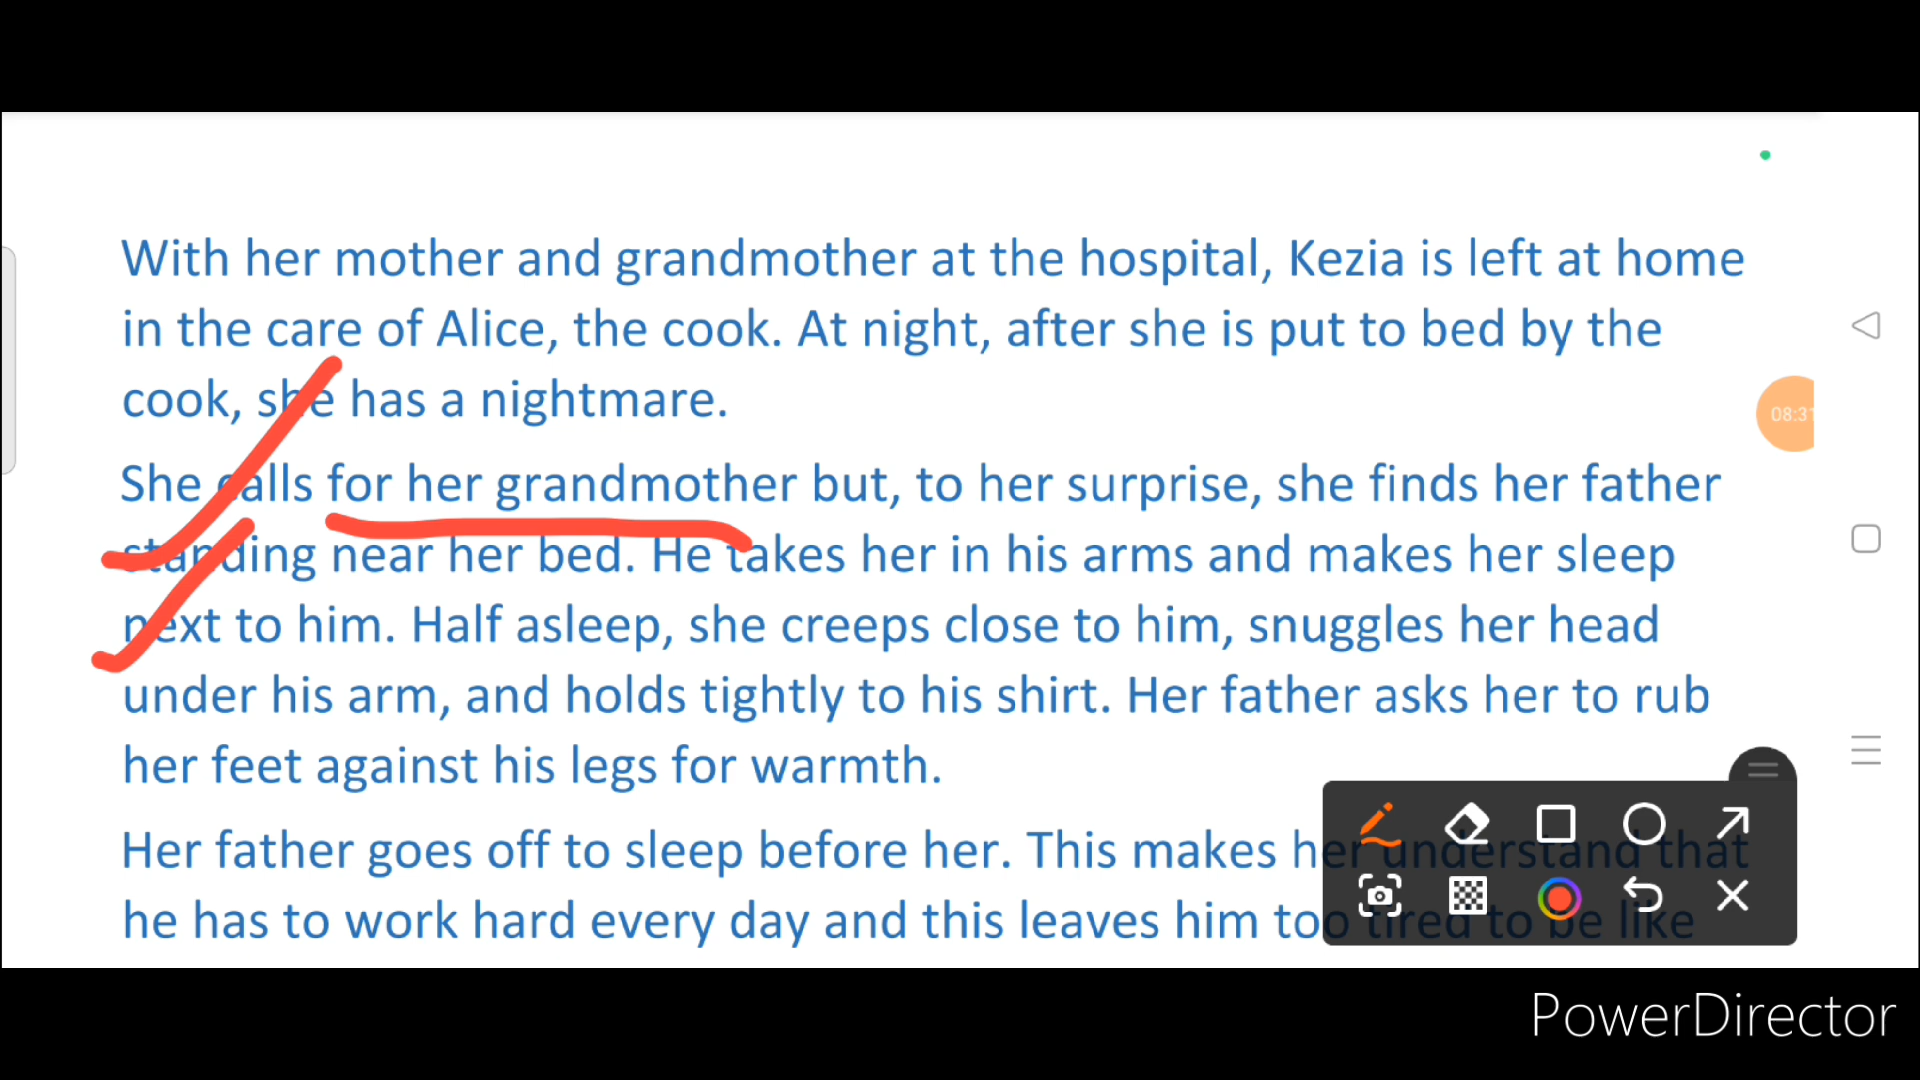 With her mother and grandmother at the hospital, Kezia is left at home
in the care of Alice, the cook. At night, after she is put to bed by the
cook, she has a nightmare.
She calls for her grandmother but, to her surprise, she finds her father
standing near her bed. He takes her in his arms and makes her sleep
next to him. Half asleep, she creeps close to him, snuggles her head
under his arm, and holds tightly to his shirt. Her father asks her to rub
her feet against his legs for warmth.
Her father goes off to sleep before her. This makes her understand that
he has to work hard every day and this leaves him too tired to be like
08:31
PowerDirector